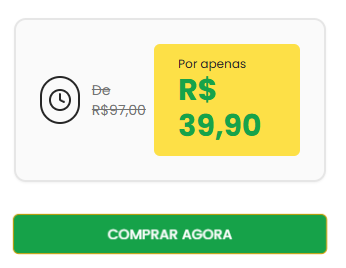 De
R$97,00
Por apenas
R$
39,90
COMPRAR AGORA